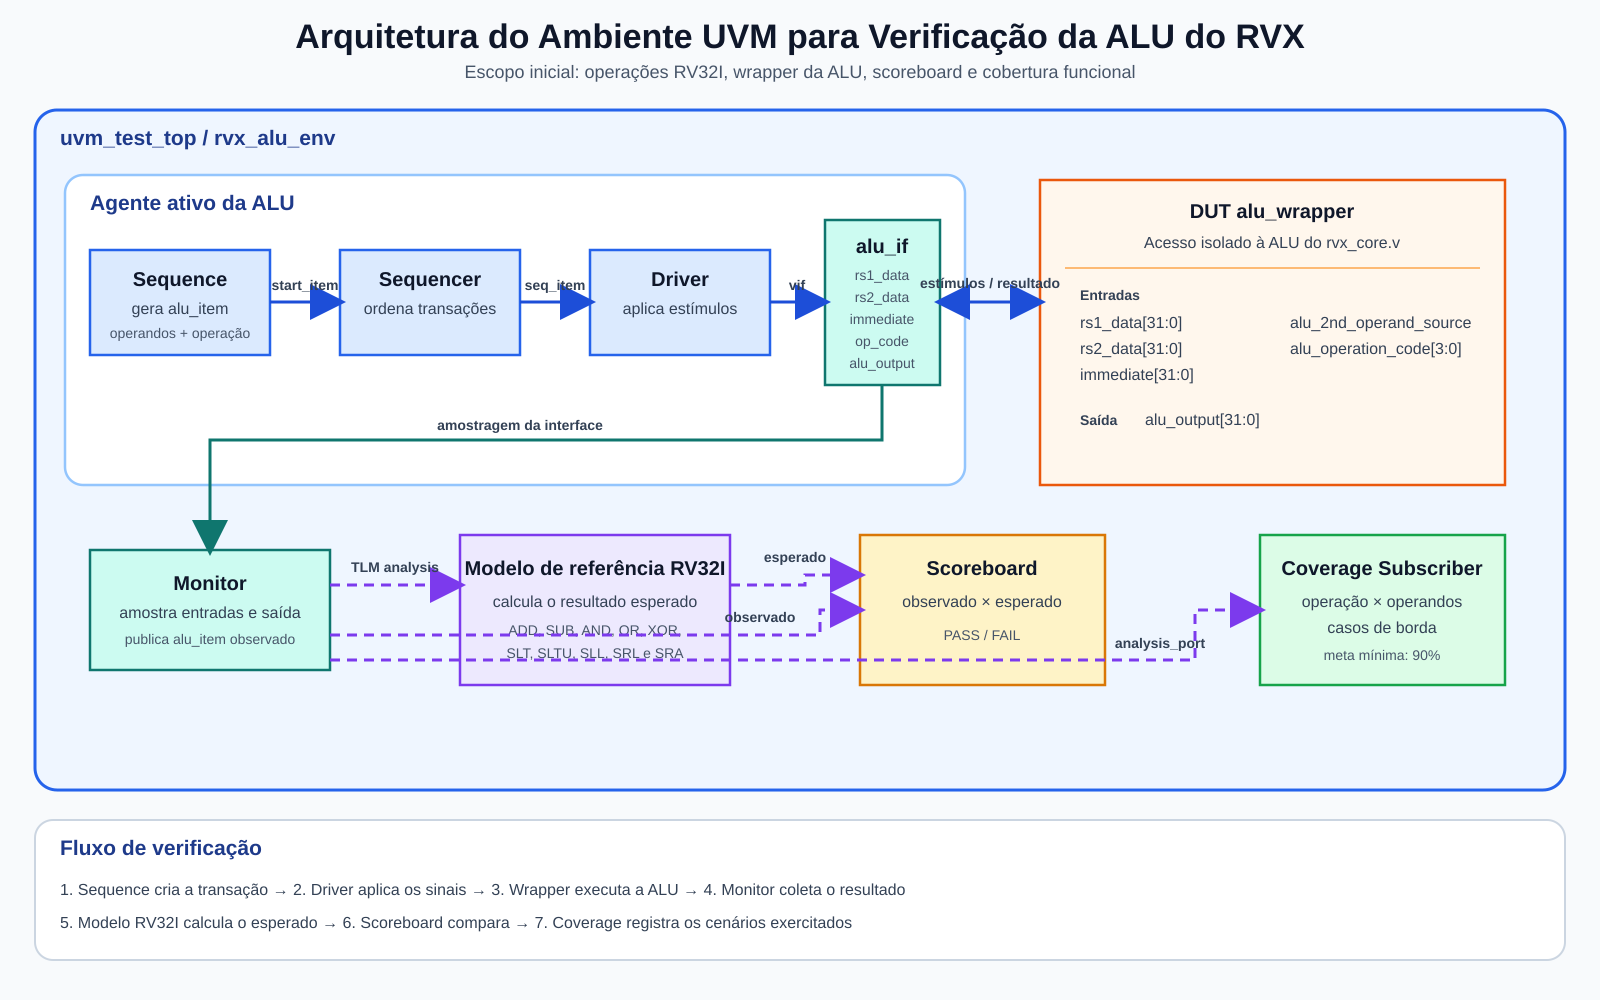 Arquitetura do Ambiente UVM para Verificação da ALU do RVX
Escopo inicial: operações RV32I, wrapper da ALU, scoreboard e cobertura funcional
uvm_test_top / rvx_alu_env
Agente ativo da ALU
Sequence
gera alu_item
operandos + operação
start_item
Sequencer
ordena transações
seq_item
Driver
aplica estímulos
vif
alu_if
rs1_data
rs2_data
immediate
op_code
alu_output
estímulos / resultado
DUT alu_wrapper
Acesso isolado à ALU do rvx_core.v
Entradas
rs1_data[31:0]
alu_2nd_operand_source
rs2_data[31:0]
alu_operation_code[3:0]
immediate[31:0]
Saída alu_output[31:0]
amostragem da interface
Monitor
amostra entradas e saída
publica alu_item observado
TLM analysis
Modelo de referência RV32I
calcula o resultado esperado
ADD, SUB, AND, OR, XOR
SLT, SLTU, SLL, SRL e SRA
esperado
observado
Scoreboard
observado × esperado
PASS / FAIL
analysis_port
Coverage Subscriber
operação × operandos
casos de borda
meta mínima: 90%
Fluxo de verificação
1. Sequence cria a transação → 2. Driver aplica os sinais → 3. Wrapper executa a ALU → 4. Monitor coleta o resultado
5. Modelo RV32I calcula o esperado → 6. Scoreboard compara → 7. Coverage registra os cenários exercitados